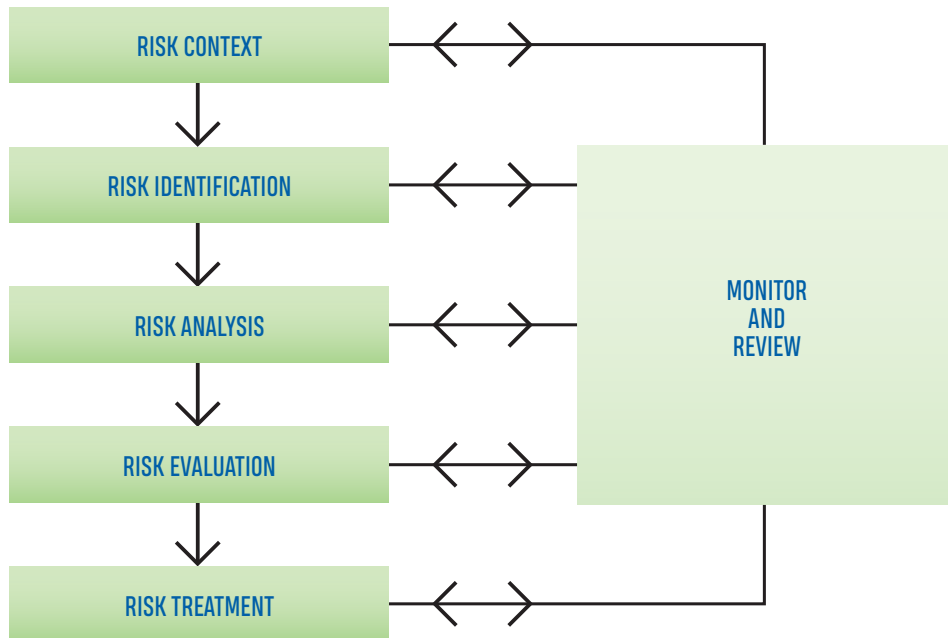 RISK CONTEXT
RISK IDENTIFICATION
RISK ANALYSIS
MONITOR
AND
REVIEW
RISK EVALUATION
RISK TREATMENT